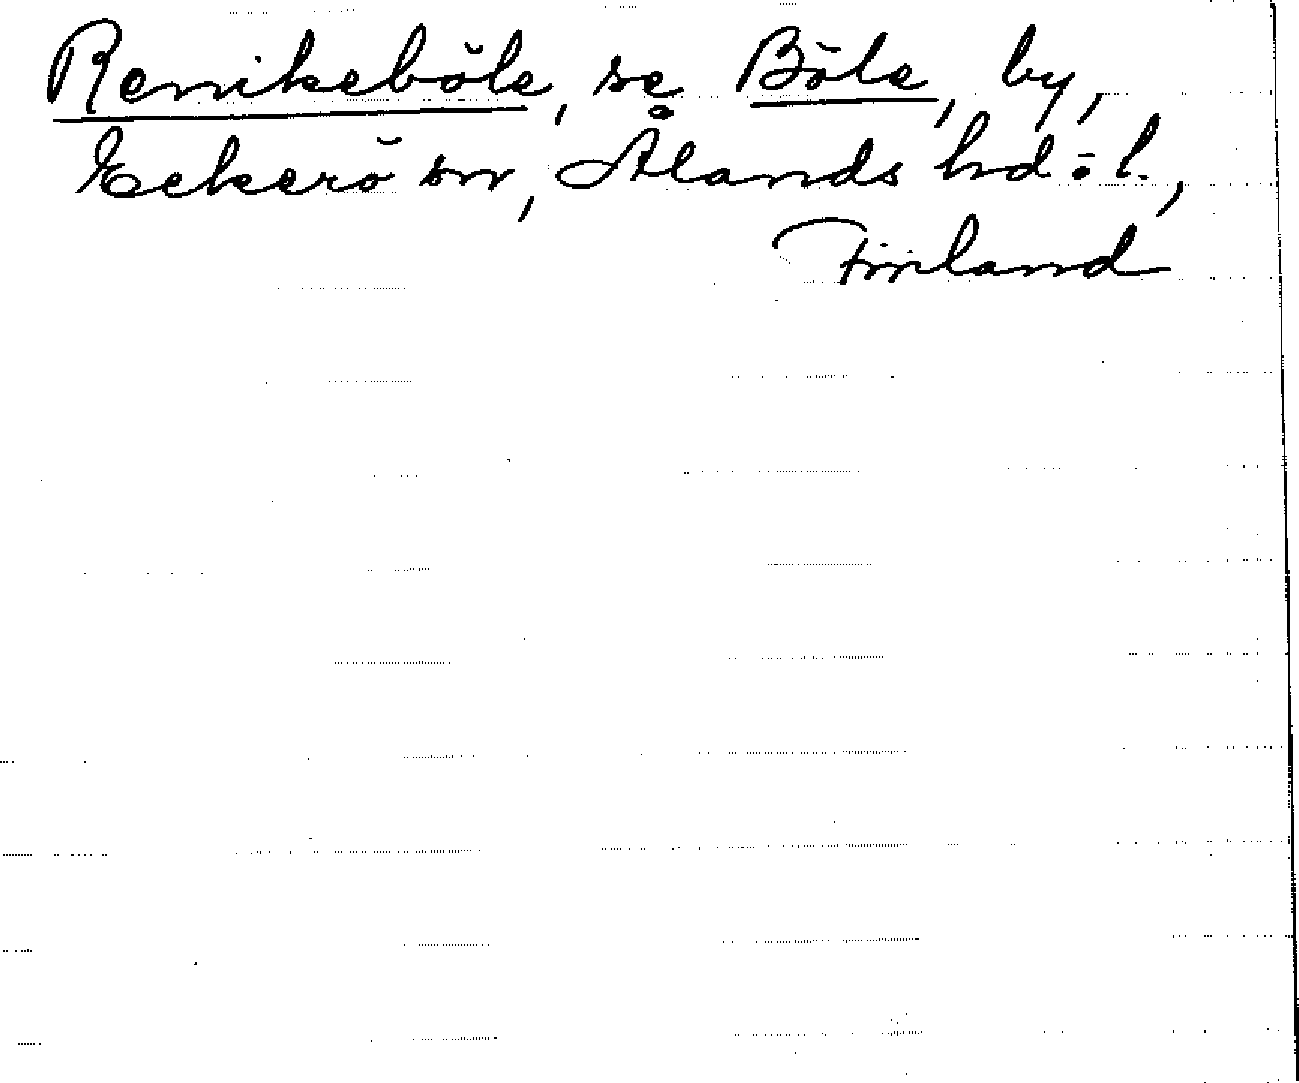 Renikeböle, se Böle, by,
Eckerö sn, Ålands hd o. l.,
Finland